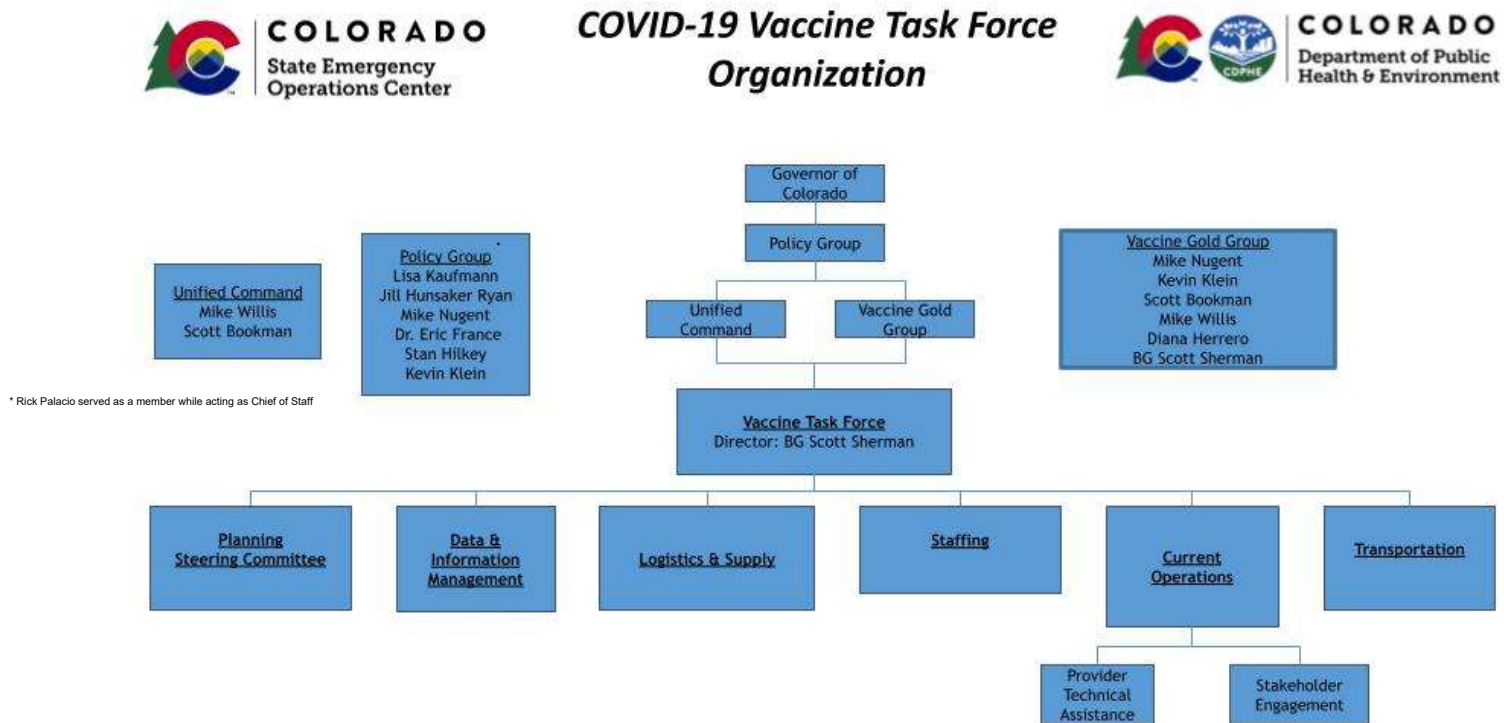 COLORADO
State Emergency
Operations Center
COVID-19 Vaccine Task Force
Organization
CDPHE
COLORADO
Department of Public
Health & Environment
Governor of
Colorado
Policy Group
Unified
Command
Vaccine Gold
Group
Unified Command
Mike Willis
Scott Bookman
Policy Group
Lisa Kaufmann
Jill Hunsaker Ryan
Mike Nugent
Dr. Eric France
Stan Hilkey
Kevin Klein
Vaccine Gold Group
Mike Nugent
Kevin Klein
Scott Bookman
Mike Willis
Diana Herrero
BG Scott Sherman
* Rick Palacio served as a member while acting as Chief of Staff
Vaccine Task Force
Director: BG Scott Sherman
Planning
Steering Committee
Data &
Information
Management
Logistics & Supply
Staffing
Current
Operations
Transportation
Provider
Technical
Assistance
Stakeholder
Engagement